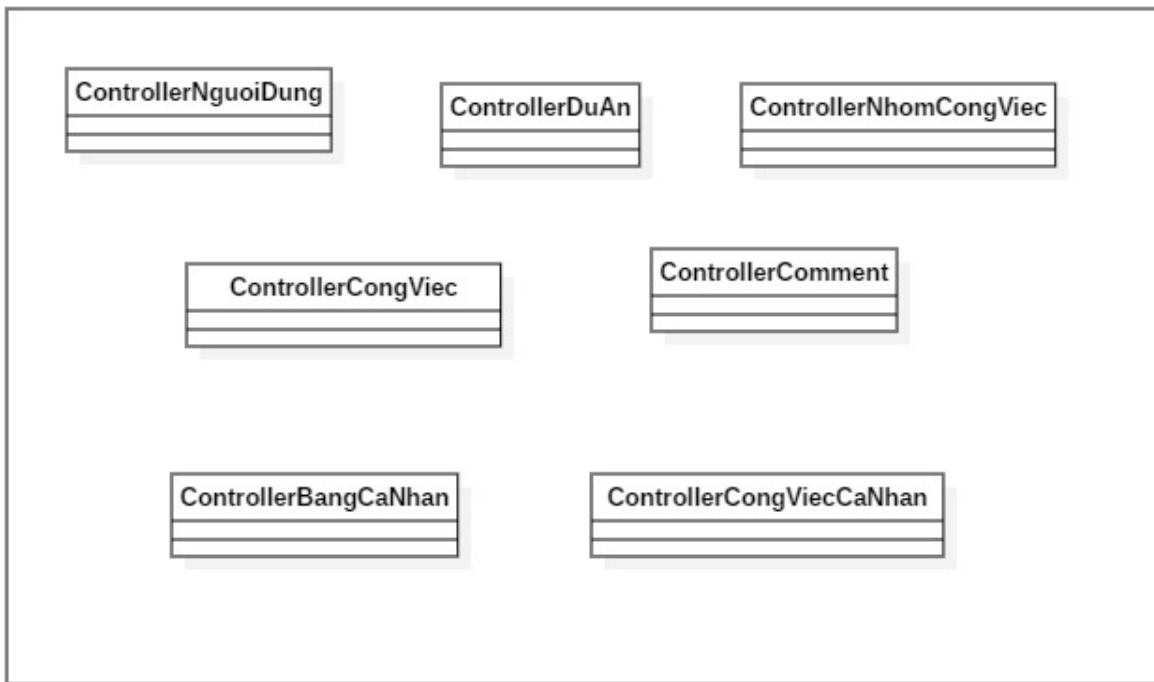 ControllerNguoiDung
ControllerDuAn
ControllerNhomCongViec
ControllerCongViec
ControllerComment
ControllerBangCaNhan
ControllerCongViecCaNhan